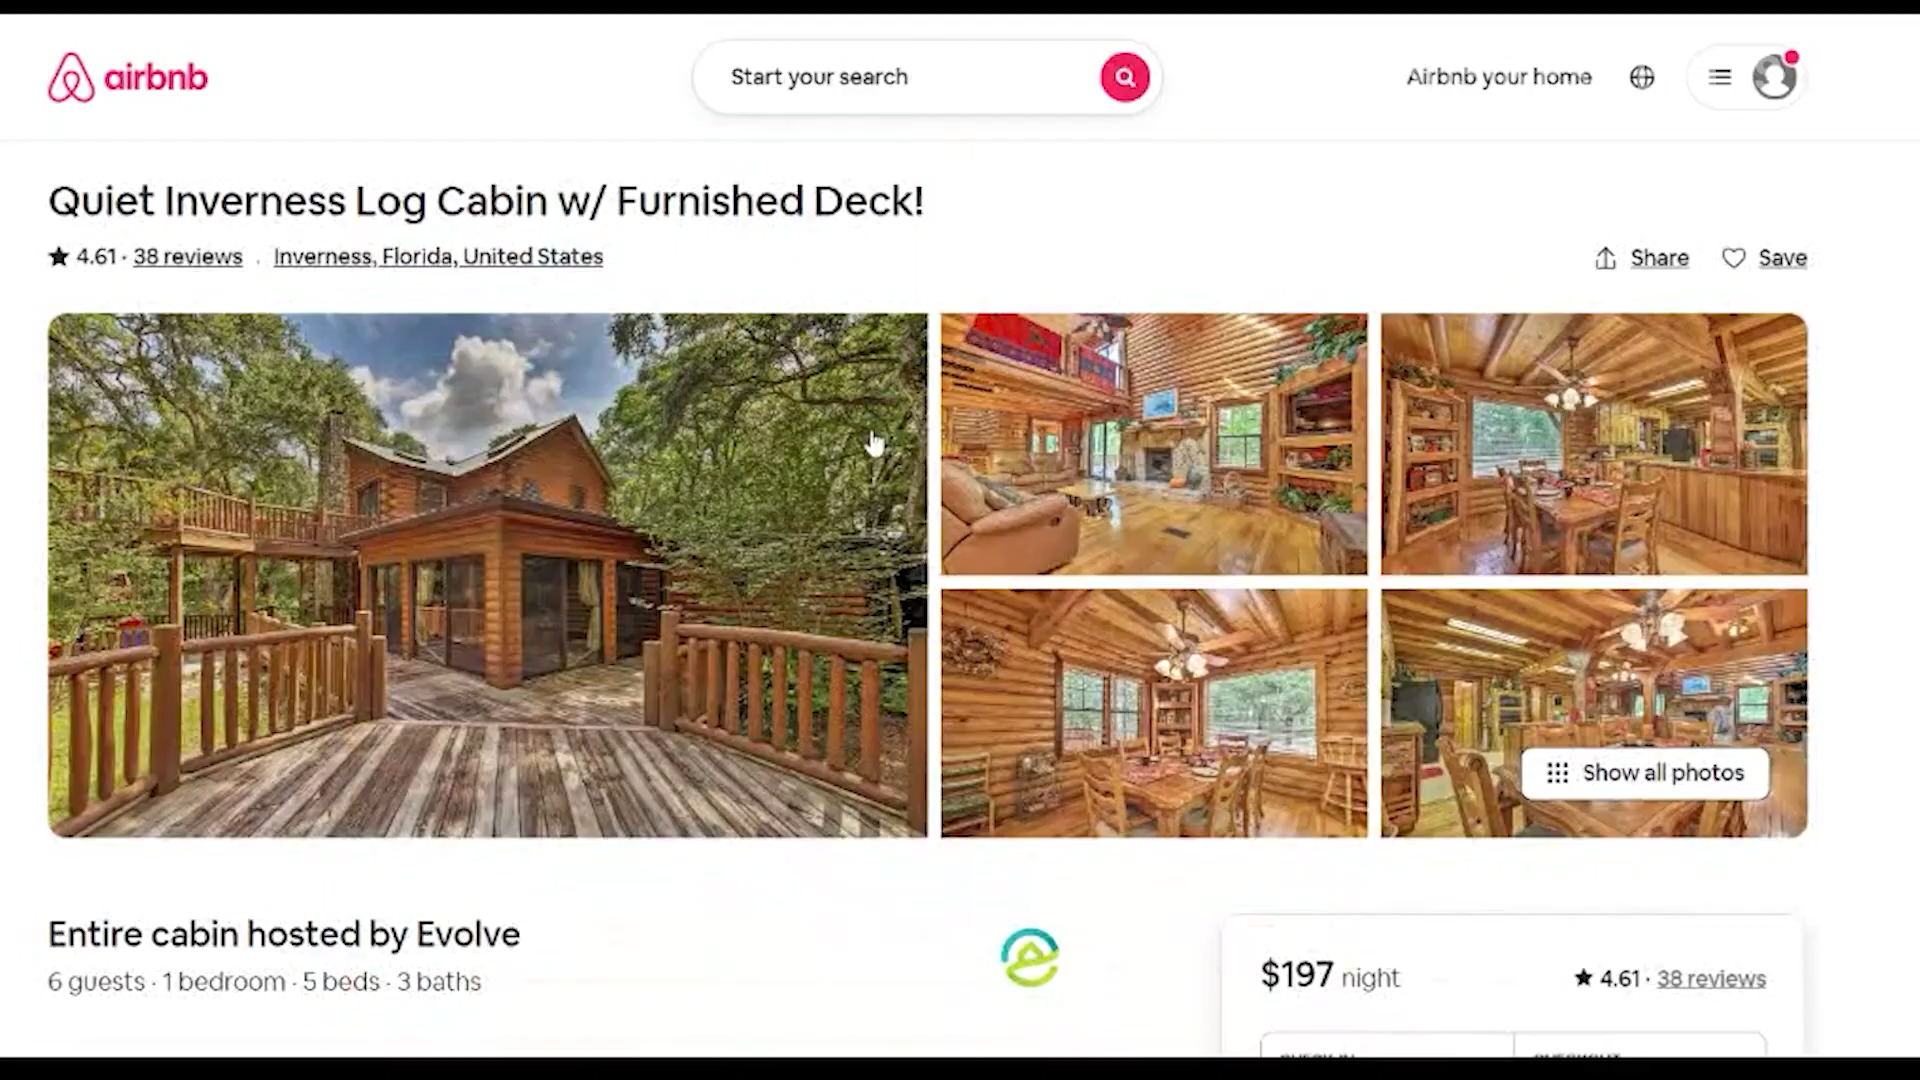 airbnb
Start your search
Airbnb your home
Quiet Inverness Log Cabin w/ Furnished Deck!
4.61 · 38 reviews . Inverness, Florida, United States
Share
Save
Show all photos
Entire cabin hosted by Evolve
6 guests · 1 bedroom · 5 beds · 3 baths
$197 night
4.61 · 38 reviews